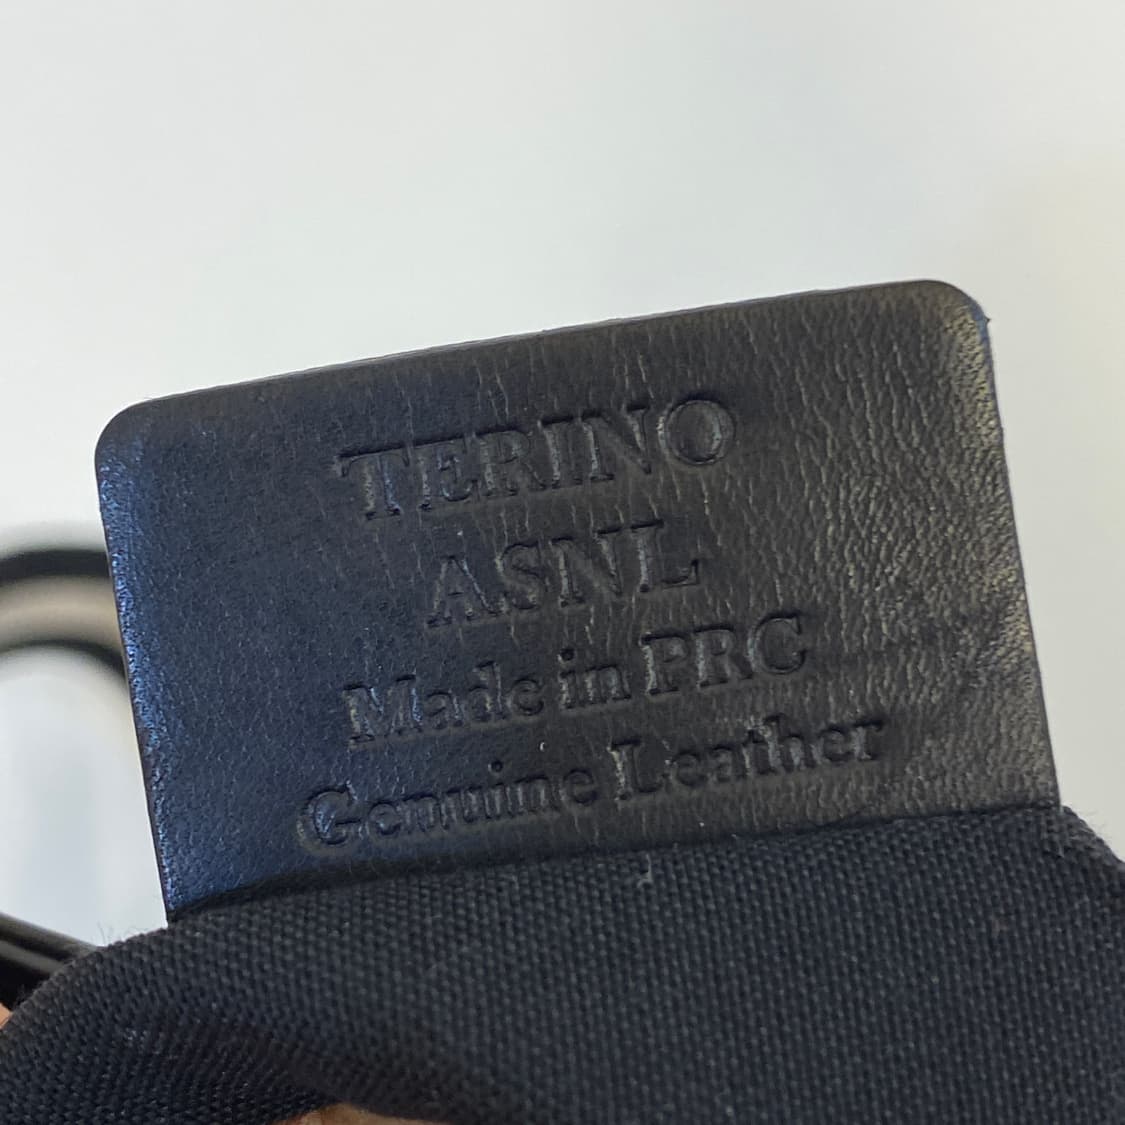 TERINO
ASNL
Made in PRC
Genuine Leather